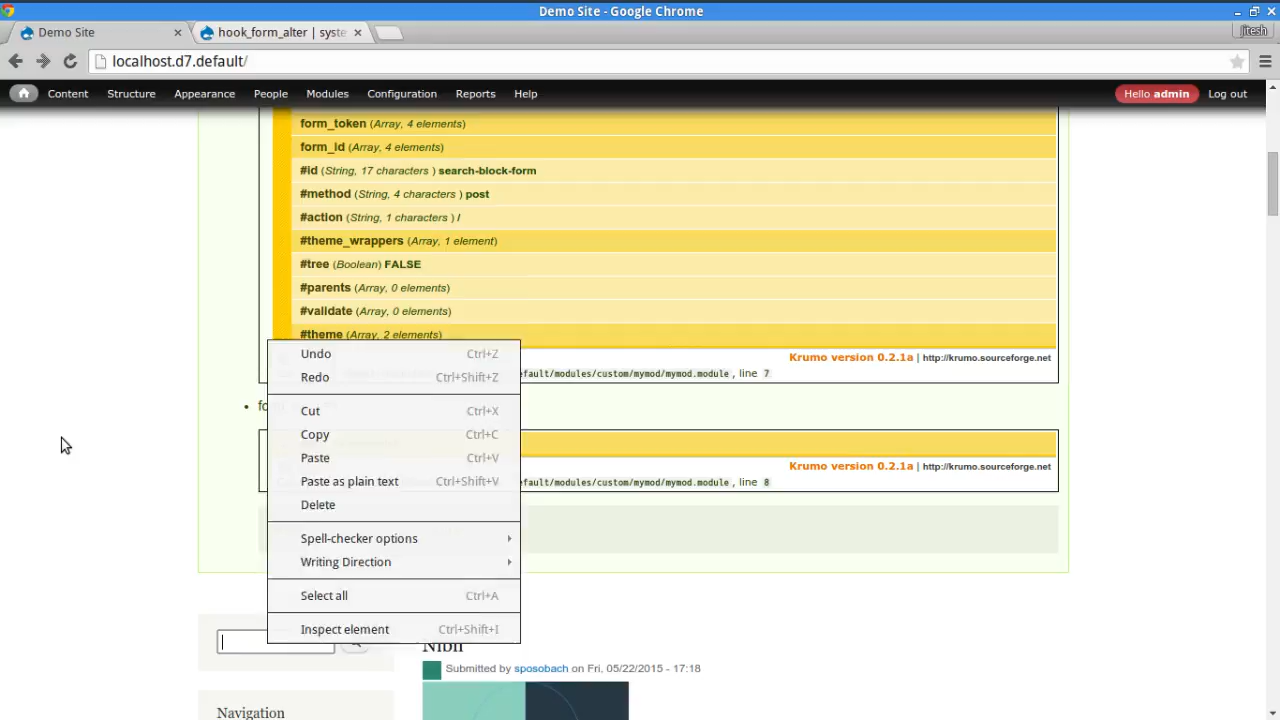 Demo Site - Google Chrome
Demo Site
hook_form_alter | syste
jitesh
localhost.d7.default/
Content Structure Appearance People Modules Configuration Reports Help Hello admin Log out
form_token (Array, 4 elements)
form_id (Array, 4 elements)
#id (String, 17 characters ) search-block-form
#method (String, 4 characters ) post
#action (String, 1 characters ) /
#theme_wrappers (Array, 1 element)
#tree (Boolean) FALSE
#parents (Array, 0 elements)
#validate (Array, 0 elements)
#theme (Array, 2 elements)
Krumo version 0.2.1a | http://krumo.sourceforge.net
efault/modules/custom/mymod/mymod.module, line 7
fo
Krumo version 0.2.1a | http://krumo.sourceforge.net
efault/modules/custom/mymod/mymod.module, line 8
Undo Ctrl+Z
Redo Ctrl+Shift+Z
Cut Ctrl+X
Copy Ctrl+C
Paste Ctrl+V
Paste as plain text Ctrl+Shift+V
Delete
Spell-checker options
Writing Direction
Select all Ctrl+A
Inspect element Ctrl+Shift+I
Nibh
Submitted by sposobach on Fri, 05/22/2015 - 17:18
Navigation